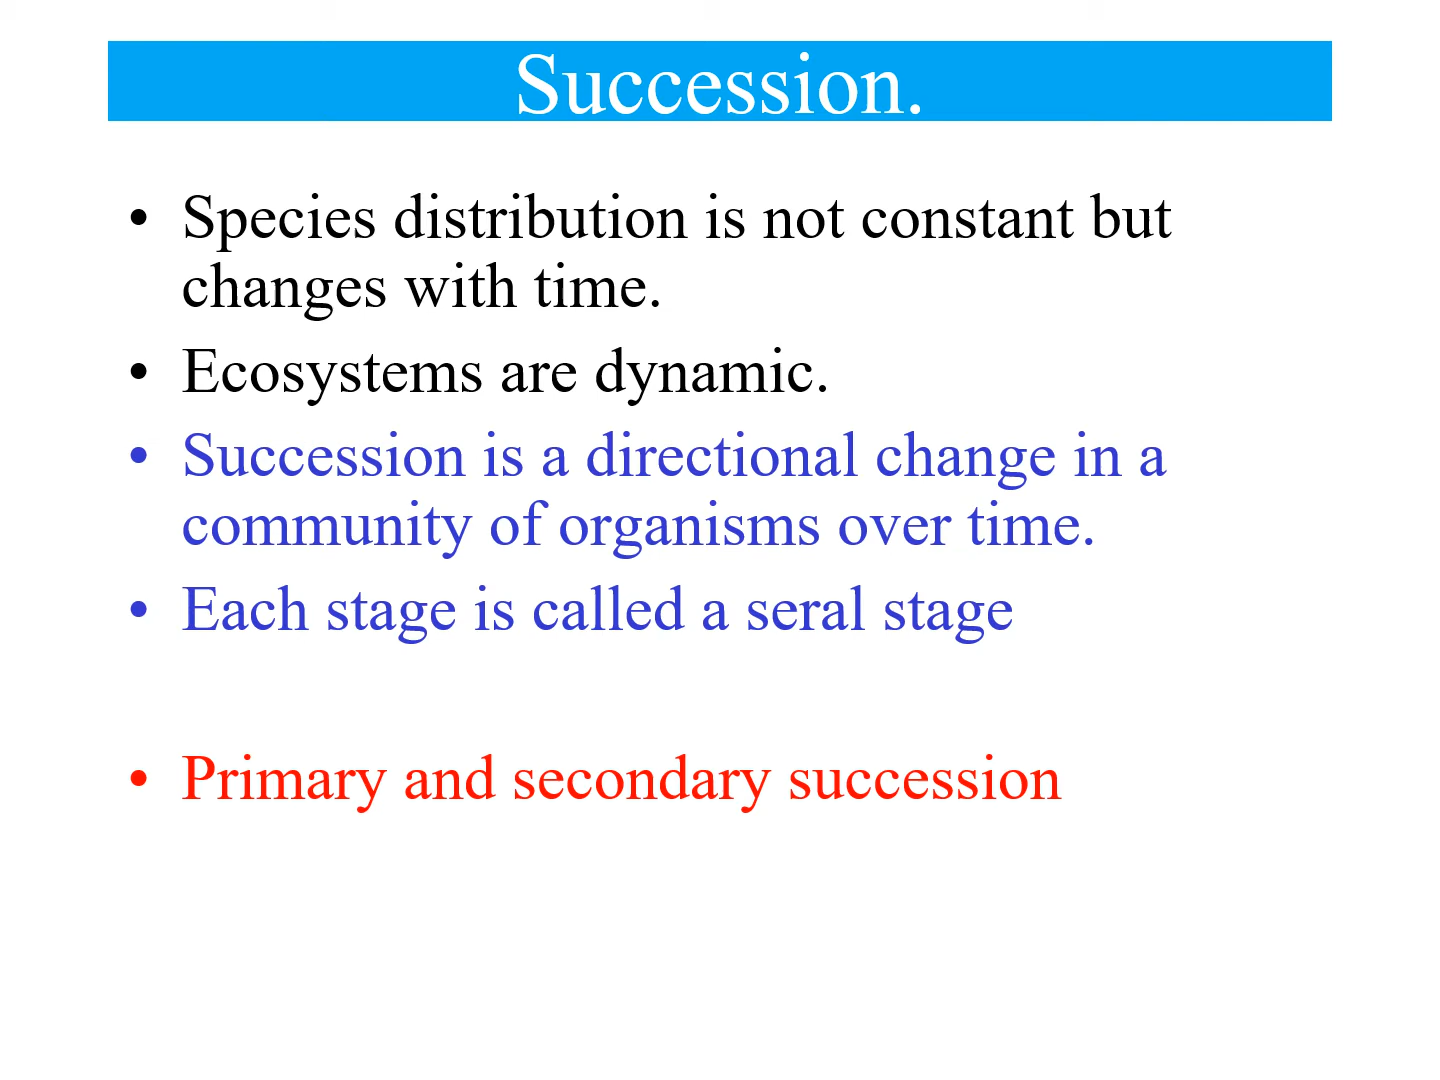 Succession.
• Species distribution is not constant but
changes with time.
• Ecosystems are dynamic.
• Succession is a directional change in a
community of organisms over time.
• Each stage is called a seral stage
• Primary and secondary succession